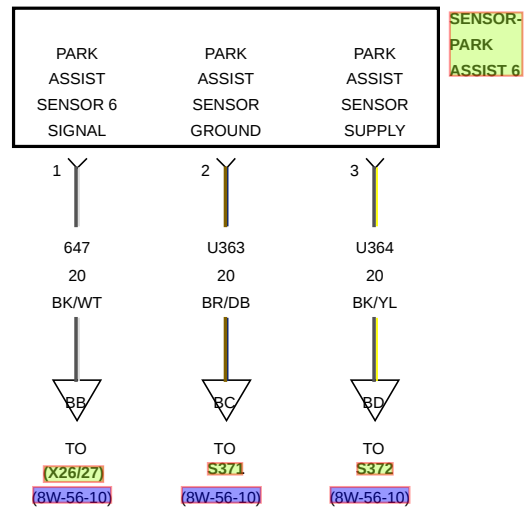 SENSOR-
PARK
ASSIST 6
PARK PARK PARK
ASSIST ASSIST ASSIST
SENSOR 6 SENSOR SENSOR
SIGNAL GROUND SUPPLY
1 2 3
647 U363 U364
20 20 20
BK/WT BR/DB BK/YL
BB BC BD
TO TO TO
(X26/27) S371 S372
(8W-56-10) (8W-56-10) (8W-56-10)